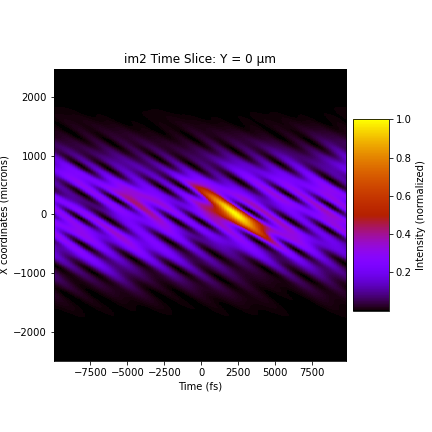 im2 Time Slice: Y = 0 μm
X coordinates (microns)
2000
1000
0
−1000
−2000
−7500 −5000 −2500 0 2500 5000 7500
Time (fs)
1.0
0.8
0.6
0.4
0.2
Intensity (normalized)